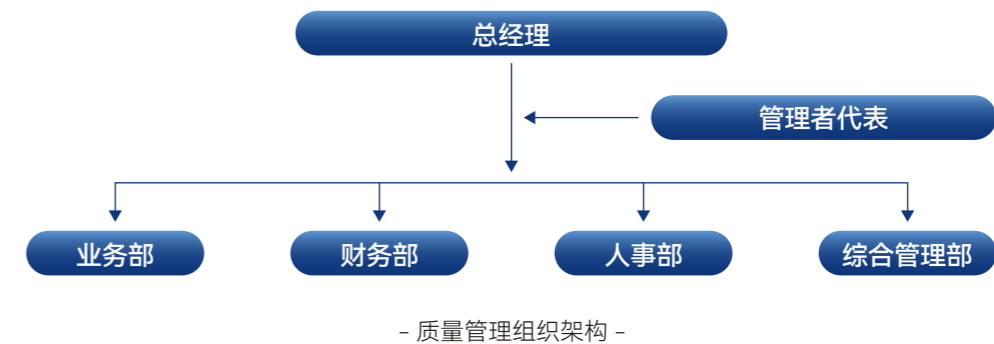 总经理
管理者代表
业务部
财务部
人事部
综合管理部
– 质量管理组织架构 –